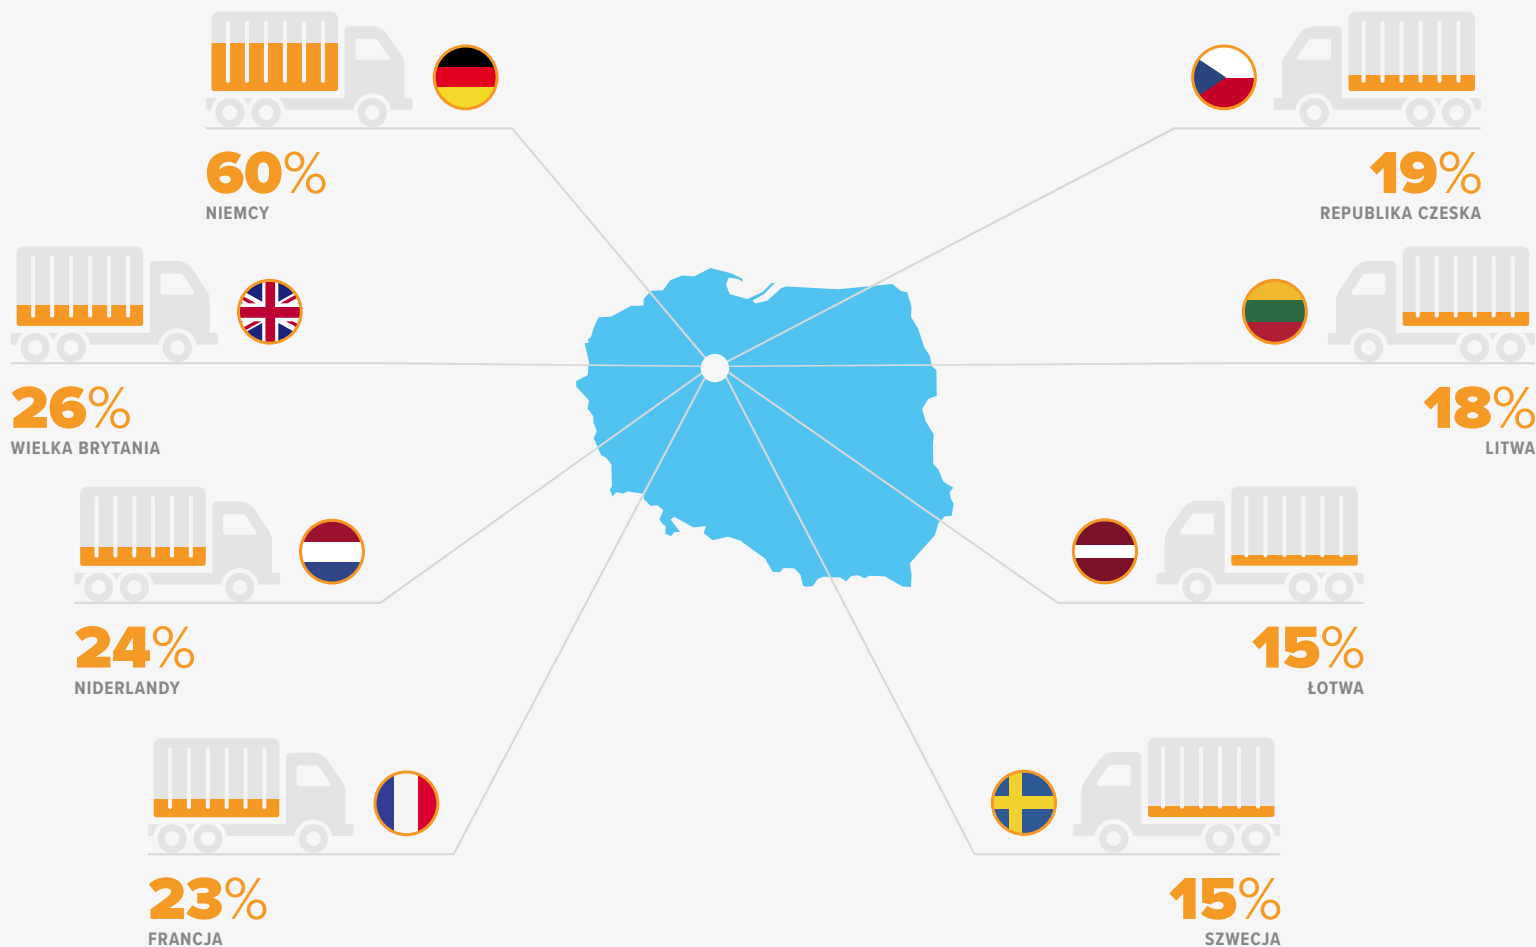 60%
NIEMCY
19%
REPUBLIKA CZESKA
26%
WIELKA BRYTANIA
18%
LITWA
24%
NIDERLANDY
15%
ŁOTWA
23%
FRANCJA
15%
SZWECJA